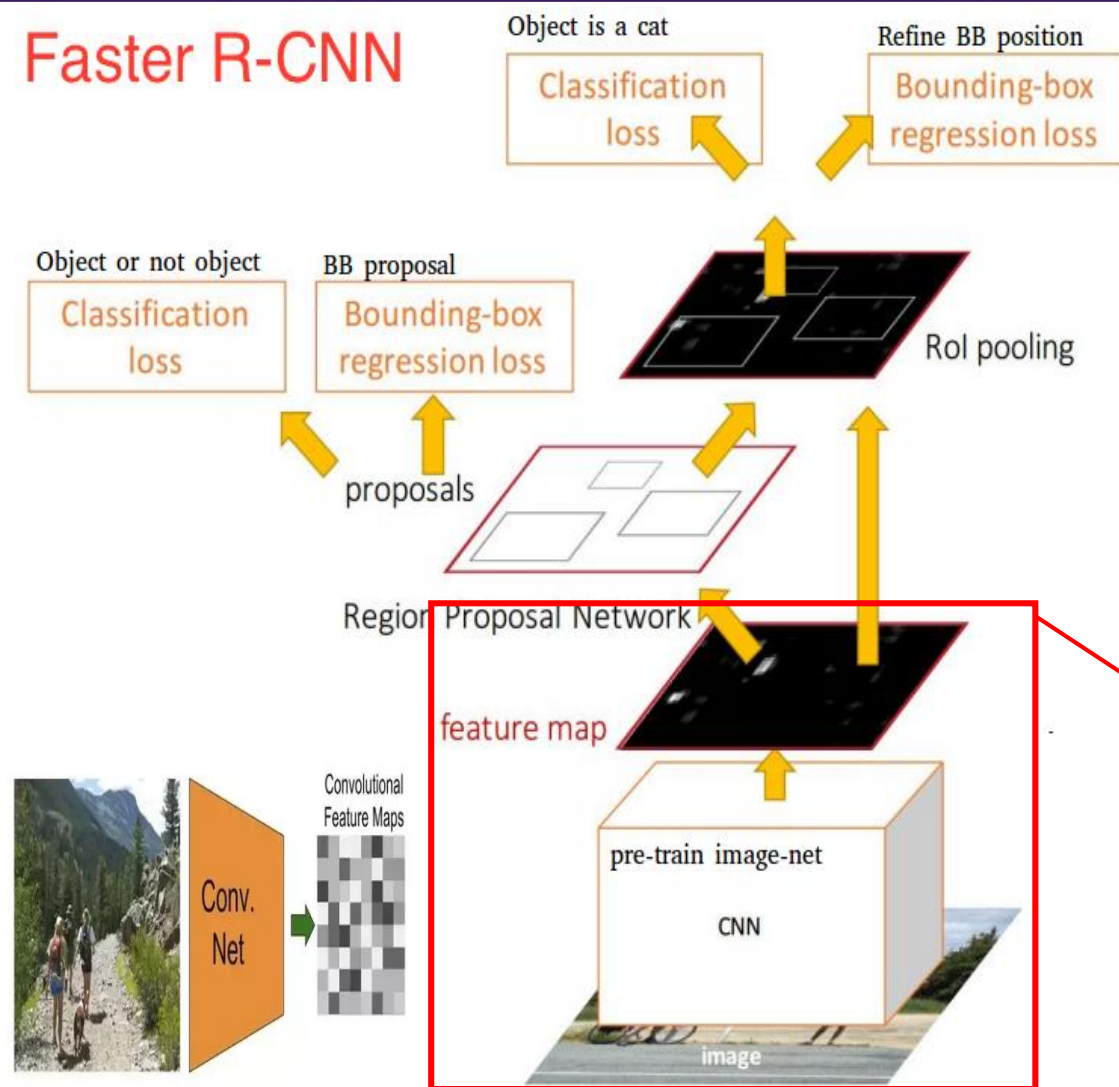 Faster R-CNN
Object is a cat
Classification
loss
Refine BB position
Bounding-box
regression loss
Object or not object
Classification
loss
BB proposal
Bounding-box
regression loss
RoI pooling
proposals
Region Proposal Network
feature map
Convolutional
Feature Maps
Conv.
Net
pre-train image-net
CNN
image